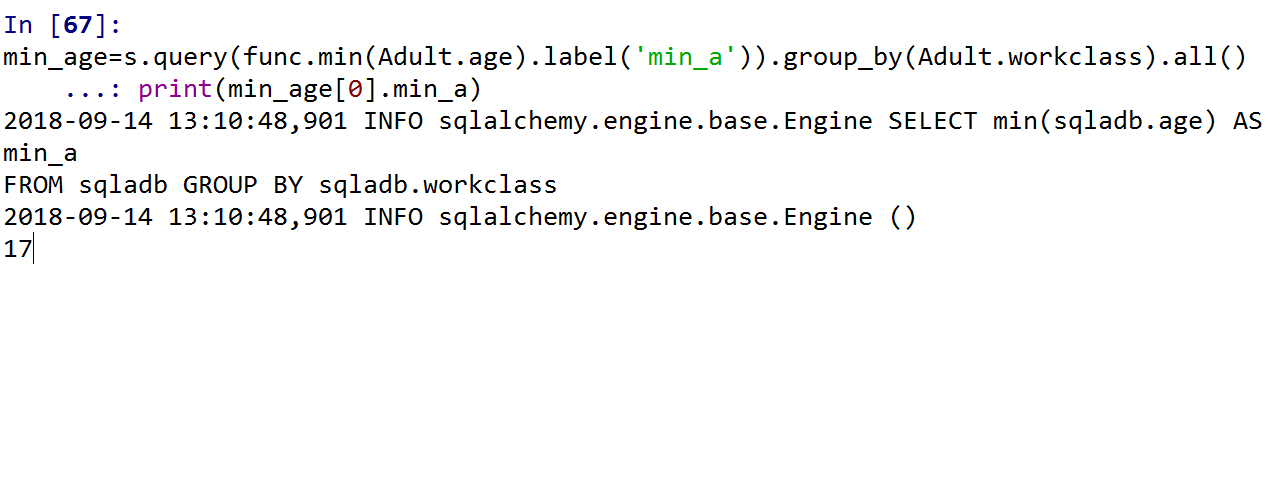 In [67]:
min_age=s.query(func.min(Adult.age).label('min_a')).group_by(Adult.workclass).all()
    ...: print(min_age[0].min_a)
2018-09-14 13:10:48,901 INFO sqlalchemy.engine.base.Engine SELECT min(sqladb.age) AS
min_a
FROM sqladb GROUP BY sqladb.workclass
2018-09-14 13:10:48,901 INFO sqlalchemy.engine.base.Engine ()
17